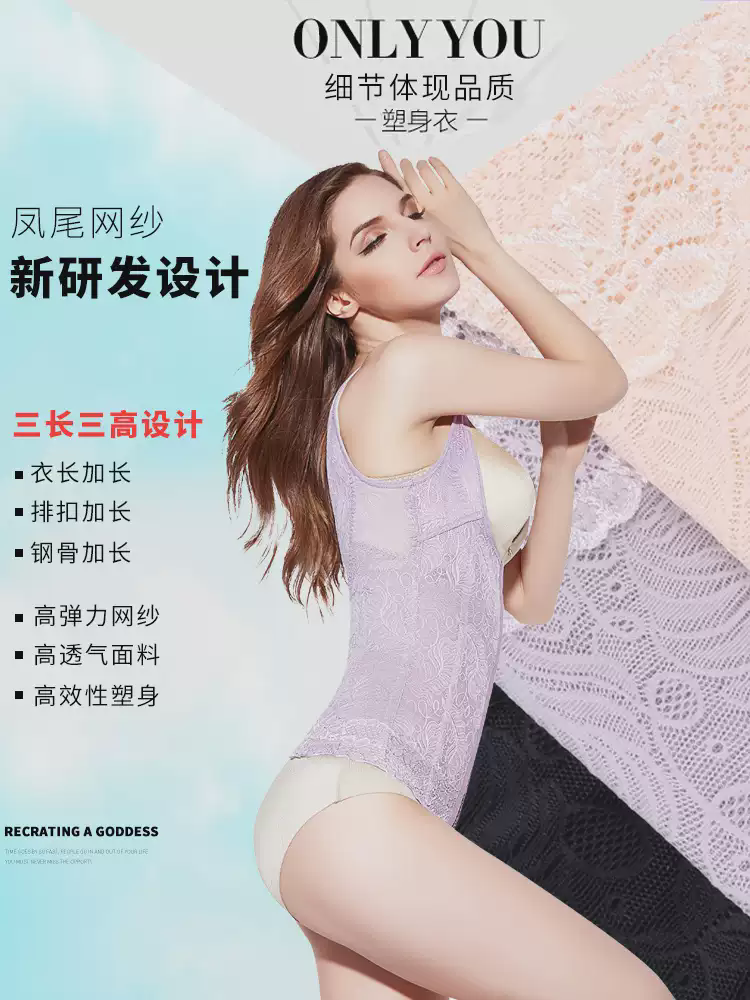 ONLY YOU
细节体现品质
塑身衣
凤尾网纱
新研发设计
三长三高设计
衣长加长
排扣加长
钢骨加长
高弹力网纱
高透气面料
高效性塑身
RECRATING A GODDESS